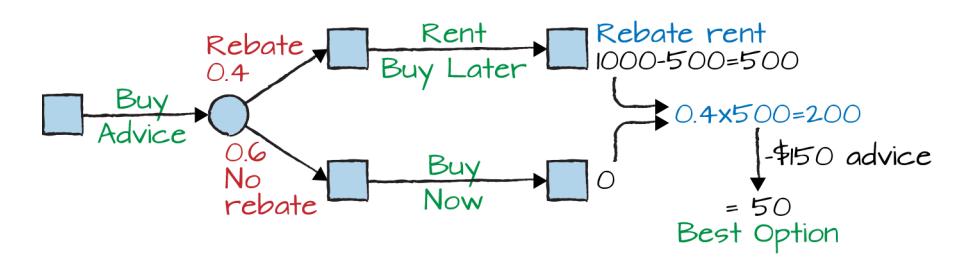 Rebate
0.4
Rent
Buy Later
Rebate rent
1000-500=500
Buy
Advice
0.4x500=200
0.6
No
rebate
Buy
Now
0
-$150 advice
= 50
Best Option